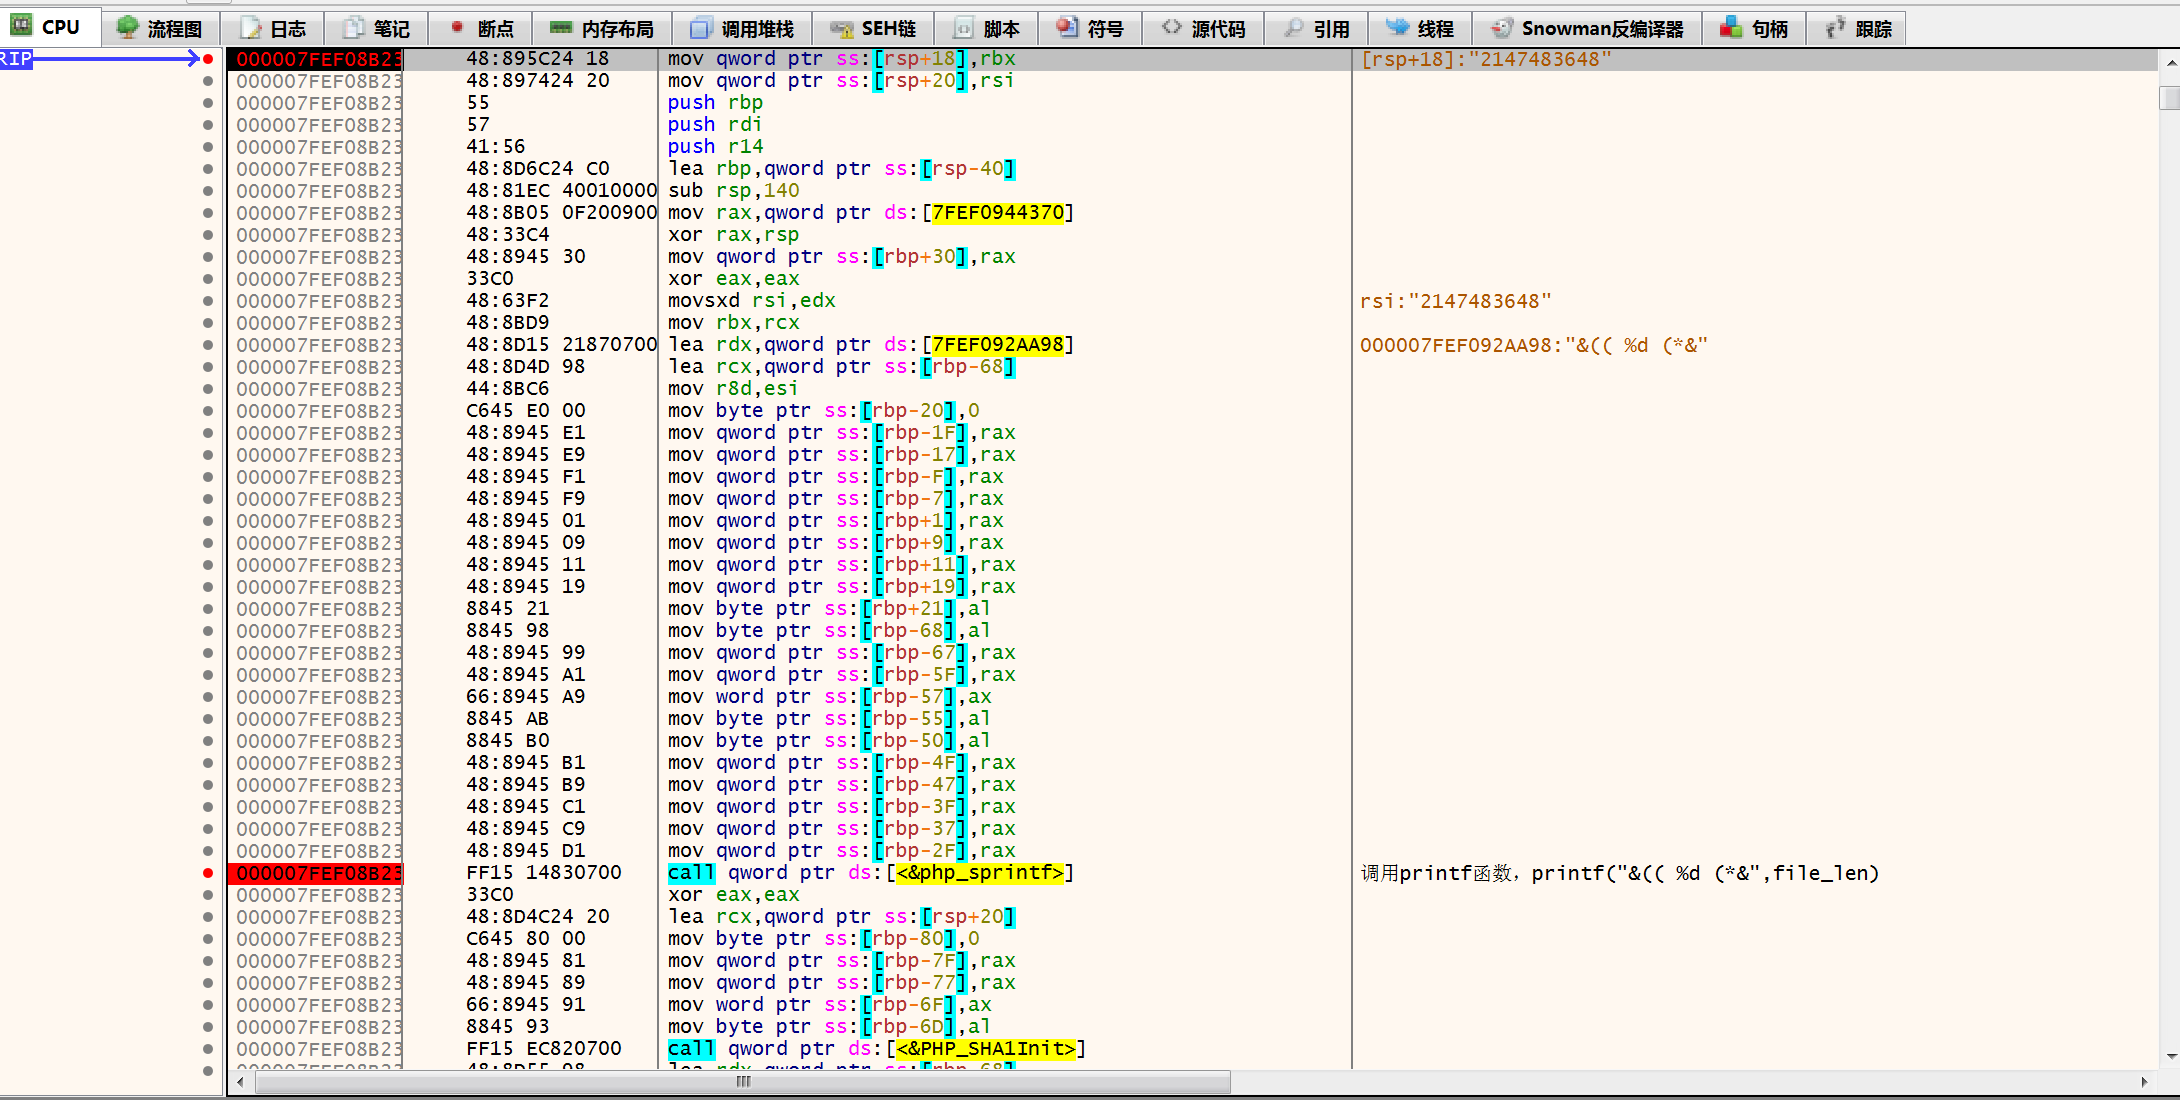 CPU 流程图 日志 笔记 断点 内存布局 调用堆栈 SEH链 脚本 符号 源代码 引用 线程 Snowman反编译器 句柄 跟踪
RIP 000007FEF08B23 48:895C24 18 mov qword ptr ss:[rsp+18],rbx [rsp+18]:"2147483648"
000007FEF08B23 48:897424 20 mov qword ptr ss:[rsp+20],rsi
000007FEF08B23 55 push rbp
000007FEF08B23 57 push rdi
000007FEF08B23 41:56 push r14
000007FEF08B23 48:8D6C24 C0 lea rbp,qword ptr ss:[rsp-40]
000007FEF08B23 48:81EC 40010000 sub rsp,140
000007FEF08B23 48:8B05 0F200900 mov rax,qword ptr ds:[7FEF0944370]
000007FEF08B23 48:33C4 xor rax,rsp
000007FEF08B23 48:8945 30 mov qword ptr ss:[rbp+30],rax
000007FEF08B23 33C0 xor eax,eax
000007FEF08B23 48:63F2 movsxd rsi,edx rsi:"2147483648"
000007FEF08B23 48:8BD9 mov rbx,rcx
000007FEF08B23 48:8D15 21870700 lea rdx,qword ptr ds:[7FEF092AA98] 000007FEF092AA98:"&(( %d (*&"
000007FEF08B23 48:8D4D 98 lea rcx,qword ptr ss:[rbp-68]
000007FEF08B23 44:8BC6 mov r8d,esi
000007FEF08B23 C645 E0 00 mov byte ptr ss:[rbp-20],0
000007FEF08B23 48:8945 E1 mov qword ptr ss:[rbp-1F],rax
000007FEF08B23 48:8945 E9 mov qword ptr ss:[rbp-17],rax
000007FEF08B23 48:8945 F1 mov qword ptr ss:[rbp-F],rax
000007FEF08B23 48:8945 F9 mov qword ptr ss:[rbp-7],rax
000007FEF08B23 48:8945 01 mov qword ptr ss:[rbp+1],rax
000007FEF08B23 48:8945 09 mov qword ptr ss:[rbp+9],rax
000007FEF08B23 48:8945 11 mov qword ptr ss:[rbp+11],rax
000007FEF08B23 48:8945 19 mov qword ptr ss:[rbp+19],rax
000007FEF08B23 8845 21 mov byte ptr ss:[rbp+21],al
000007FEF08B23 8845 98 mov byte ptr ss:[rbp-68],al
000007FEF08B23 48:8945 99 mov qword ptr ss:[rbp-67],rax
000007FEF08B23 48:8945 A1 mov qword ptr ss:[rbp-5F],rax
000007FEF08B23 66:8945 A9 mov word ptr ss:[rbp-57],ax
000007FEF08B23 8845 AB mov byte ptr ss:[rbp-55],al
000007FEF08B23 8845 B0 mov byte ptr ss:[rbp-50],al
000007FEF08B23 48:8945 B1 mov qword ptr ss:[rbp-4F],rax
000007FEF08B23 48:8945 B9 mov qword ptr ss:[rbp-47],rax
000007FEF08B23 48:8945 C1 mov qword ptr ss:[rbp-3F],rax
000007FEF08B23 48:8945 C9 mov qword ptr ss:[rbp-37],rax
000007FEF08B23 48:8945 D1 mov qword ptr ss:[rbp-2F],rax
000007FEF08B23 FF15 14830700 call qword ptr ds:[<&php_sprintf>] 调用printf函数，printf("&(( %d (*&",file_len)
000007FEF08B23 33C0 xor eax,eax
000007FEF08B23 48:8D4C24 20 lea rcx,qword ptr ss:[rsp+20]
000007FEF08B23 C645 80 00 mov byte ptr ss:[rbp-80],0
000007FEF08B23 48:8945 81 mov qword ptr ss:[rbp-7F],rax
000007FEF08B23 48:8945 89 mov qword ptr ss:[rbp-77],rax
000007FEF08B23 66:8945 91 mov word ptr ss:[rbp-6F],ax
000007FEF08B23 8845 93 mov byte ptr ss:[rbp-6D],al
000007FEF08B23 FF15 EC820700 call qword ptr ds:[<&PHP_SHA1Init>]